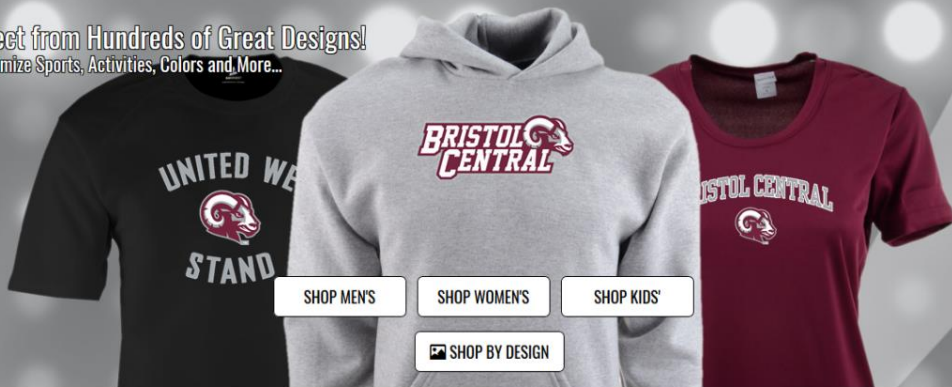 ect from Hundreds of Great Designs!
mize Sports, Activities, Colors and More...
UNITED WE
STAND
BRISTOL
CENTRAL
ISTOL CENTRAL
SHOP MEN'S
SHOP WOMEN'S
SHOP KIDS'
SHOP BY DESIGN